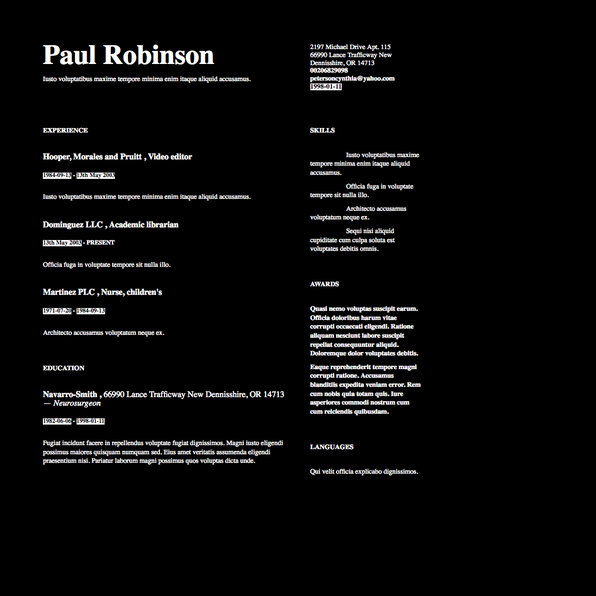 Paul Robinson
Iusto voluptatibus maxime tempore minima enim itaque aliquid accusamus.
2197 Michael Drive Apt. 115
66990 Lance Trafficway New
Dennisshire, OR 14713
00206829098
petersoncynthia@yahoo.com
1998-01-11
EXPERIENCE
Hooper, Morales and Pruitt , Video editor
1984-09-13 - 13th May 2003
Iusto voluptatibus maxime tempore minima enim itaque aliquid accusamus.
Dominguez LLC , Academic librarian
13th May 2003 - PRESENT
Officia fuga in voluptate tempore sit nulla illo.
Martinez PLC , Nurse, children's
1971-07-20 - 1984-09-13
Architecto accusamus voluptatum neque ex.
EDUCATION
Navarro-Smith , 66990 Lance Trafficway New Dennisshire, OR 14713
— Neurosurgeon
1982-06-06 - 1998-01-11
Fugiat incidunt facere in repellendus voluptate fugiat dignissimos. Magni iusto eligendi
possimus maiores quisquam numquam sed. Eius amet veritatis assumenda eligendi
praesentium nisi. Pariatur laborum magni possimus quos voluptas dicta unde.
SKILLS
Iusto voluptatibus maxime
tempore minima enim itaque aliquid
accusamus.
Officia fuga in voluptate
tempore sit nulla illo.
Architecto accusamus
voluptatum neque ex.
Sequi nisi aliquid
cupiditate cum culpa soluta est
voluptates debitis omnis.
AWARDS
Quasi nemo voluptas suscipit earum.
Officia doloribus harum vitae
corrupti occaecati eligendi. Ratione
aliquam nesciunt labore suscipit
repellat consequuntur aliquid.
Doloremque dolor voluptates debitis.
Eaque reprehenderit tempore magni
corrupti ratione. Accusamus
blanditiis expedita veniam error. Rem
cum nobis quia totam quis. Iure
asperiores commodi nostrum cum
cum reiciendis quibusdam.
LANGUAGES
Qui velit officia explicabo dignissimos.